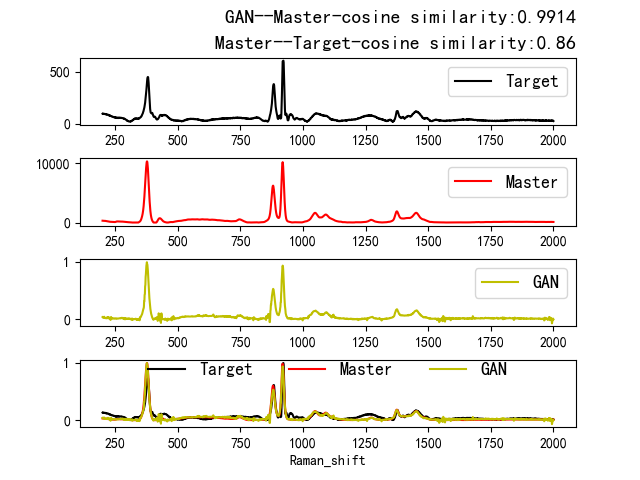 GAN--Master-cosine similarity:0.9914
Master--Target-cosine similarity:0.86
500
0
Target
250 500 750 1000 1250 1500 1750 2000
10000
0
Master
250 500 750 1000 1250 1500 1750 2000
1
0
GAN
250 500 750 1000 1250 1500 1750 2000
1
0
Target Master GAN
250 500 750 1000 1250 1500 1750 2000
Raman_shift